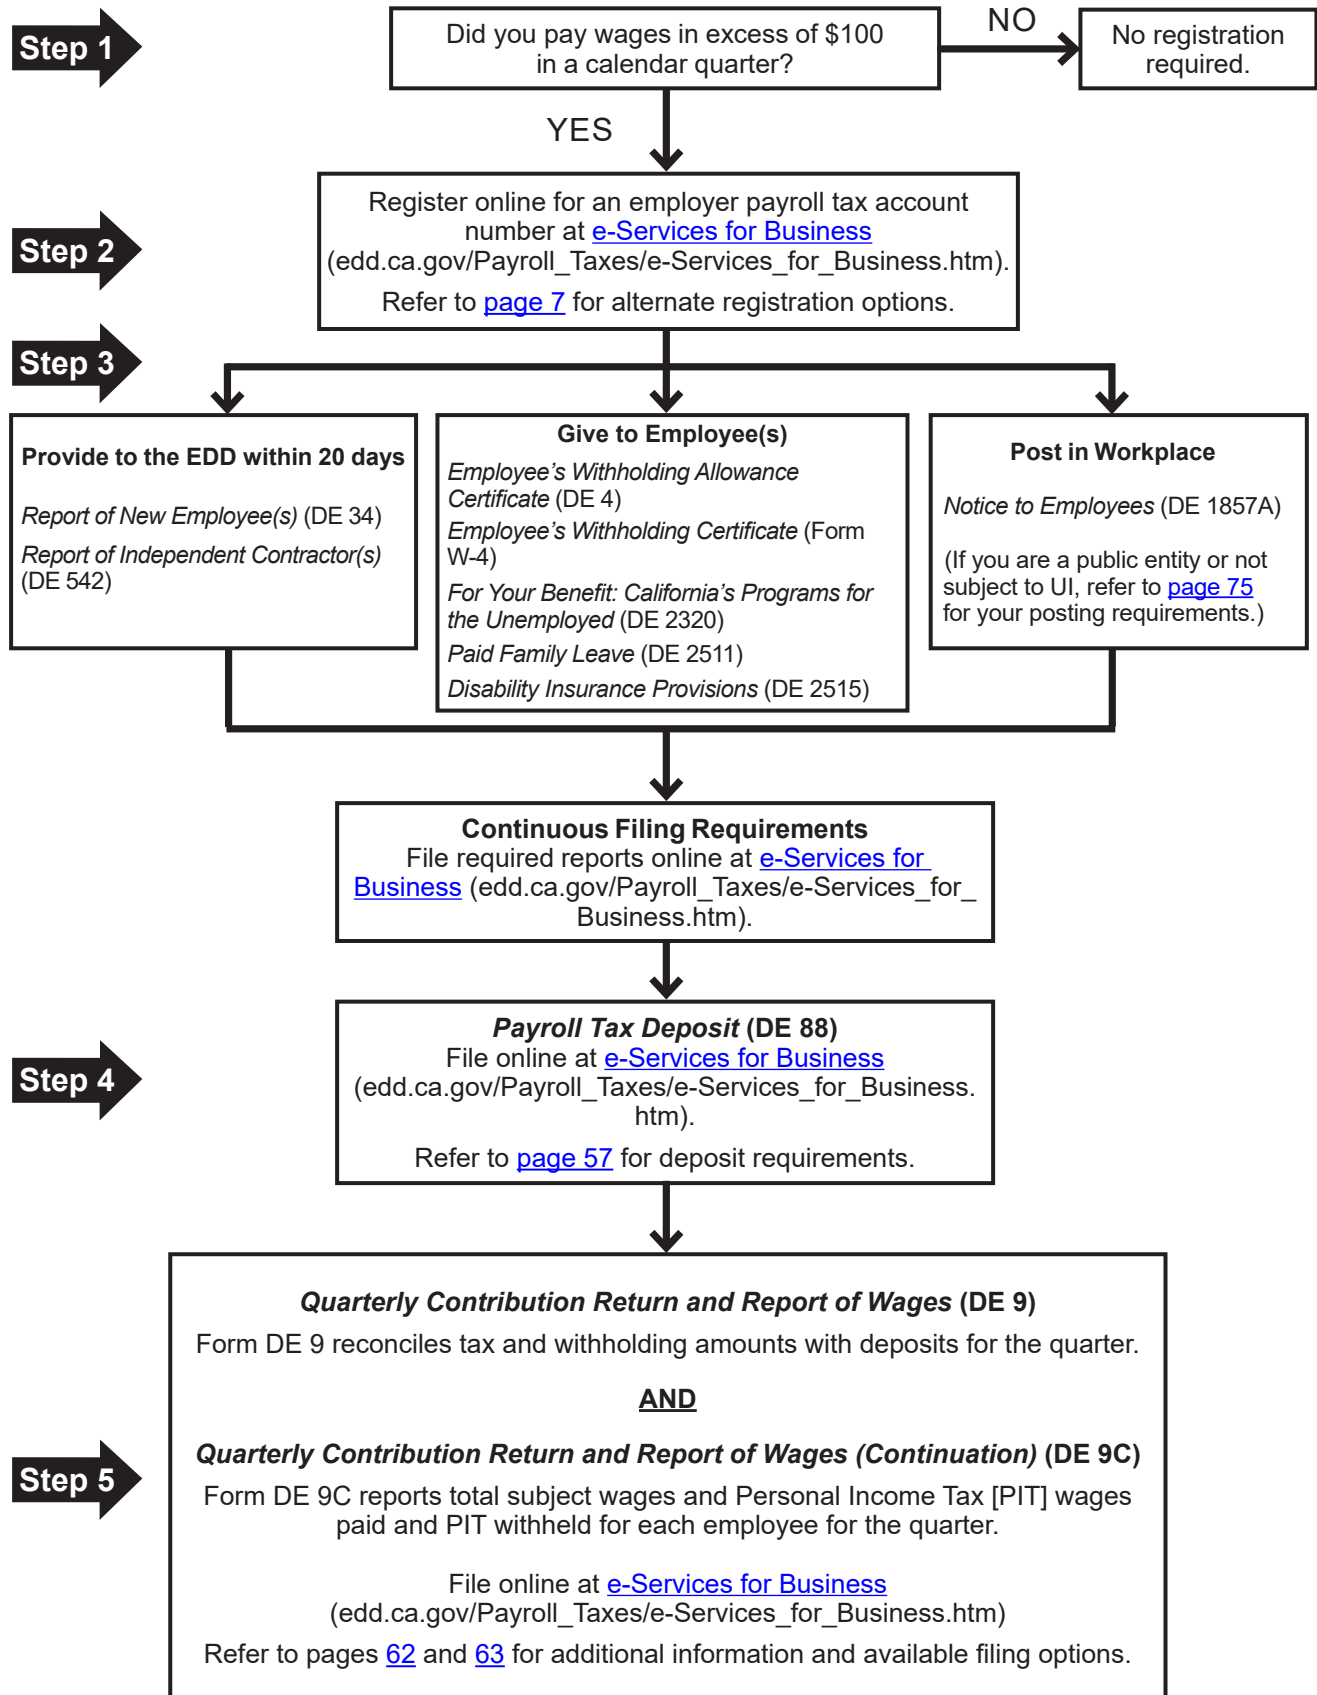 Step 1
Did you pay wages in excess of $100
in a calendar quarter?
NO
No registration
required.
YES
Step 2
Register online for an employer payroll tax account
number at e-Services for Business
(edd.ca.gov/Payroll_Taxes/e-Services_for_Business.htm).
Refer to page 7 for alternate registration options.
Step 3
Provide to the EDD within 20 days
Report of New Employee(s) (DE 34)
Report of Independent Contractor(s)
(DE 542)
Give to Employee(s)
Employee's Withholding Allowance
Certificate (DE 4)
Employee's Withholding Certificate (Form
W-4)
For Your Benefit: California's Programs for
the Unemployed (DE 2320)
Paid Family Leave (DE 2511)
Disability Insurance Provisions (DE 2515)
Post in Workplace
Notice to Employees (DE 1857A)
(If you are a public entity or not
subject to UI, refer to page 75
for your posting requirements.)
Continuous Filing Requirements
File required reports online at e-Services for
Business (edd.ca.gov/Payroll_Taxes/e-Services_for_
Business.htm).
Step 4
Payroll Tax Deposit (DE 88)
File online at e-Services for Business
(edd.ca.gov/Payroll_Taxes/e-Services_for_Business.
htm).
Refer to page 57 for deposit requirements.
Step 5
Quarterly Contribution Return and Report of Wages (DE 9)
Form DE 9 reconciles tax and withholding amounts with deposits for the quarter.
AND
Quarterly Contribution Return and Report of Wages (Continuation) (DE 9C)
Form DE 9C reports total subject wages and Personal Income Tax [PIT] wages
paid and PIT withheld for each employee for the quarter.
File online at e-Services for Business
(edd.ca.gov/Payroll_Taxes/e-Services_for_Business.htm)
Refer to pages 62 and 63 for additional information and available filing options.